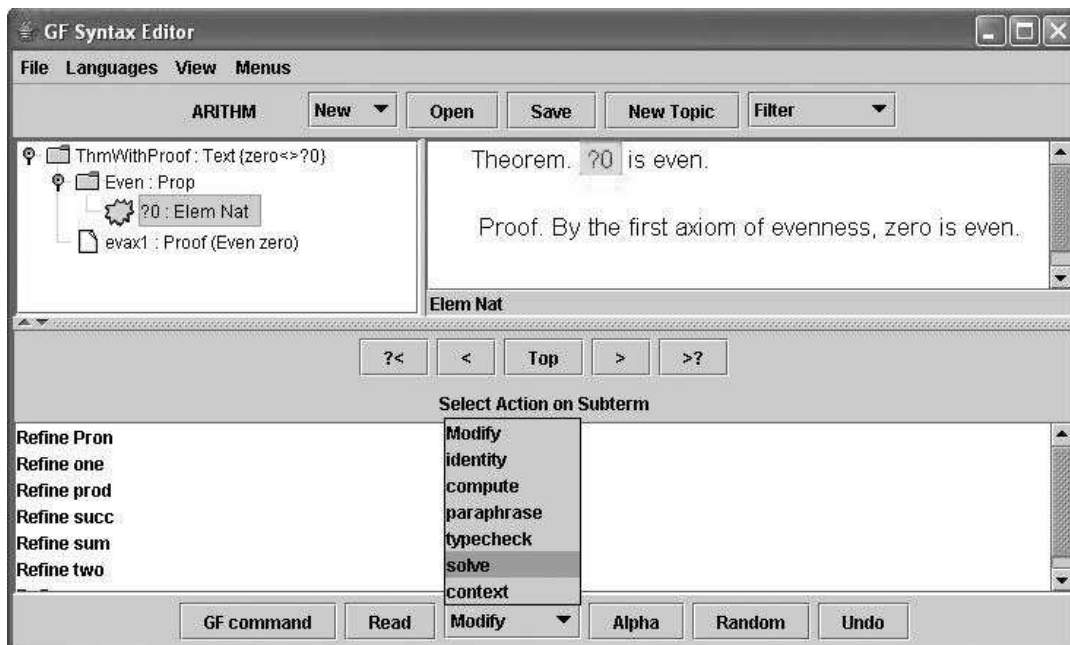 GF Syntax Editor
File Languages View Menus
ARITHM New Open Save New Topic Filter
ThmWithProof : Text {zero<>?0}
Even : Prop
?0 : Elem Nat
evax1 : Proof (Even zero)
Theorem. ?0 is even.
Proof. By the first axiom of evenness, zero is even.
Elem Nat
?< < Top > >?
Select Action on Subterm
Refine Pron
Refine one
Refine prod
Refine succ
Refine sum
Refine two
Modify
identity
compute
paraphrase
typecheck
solve
context
GF command Read Modify Alpha Random Undo